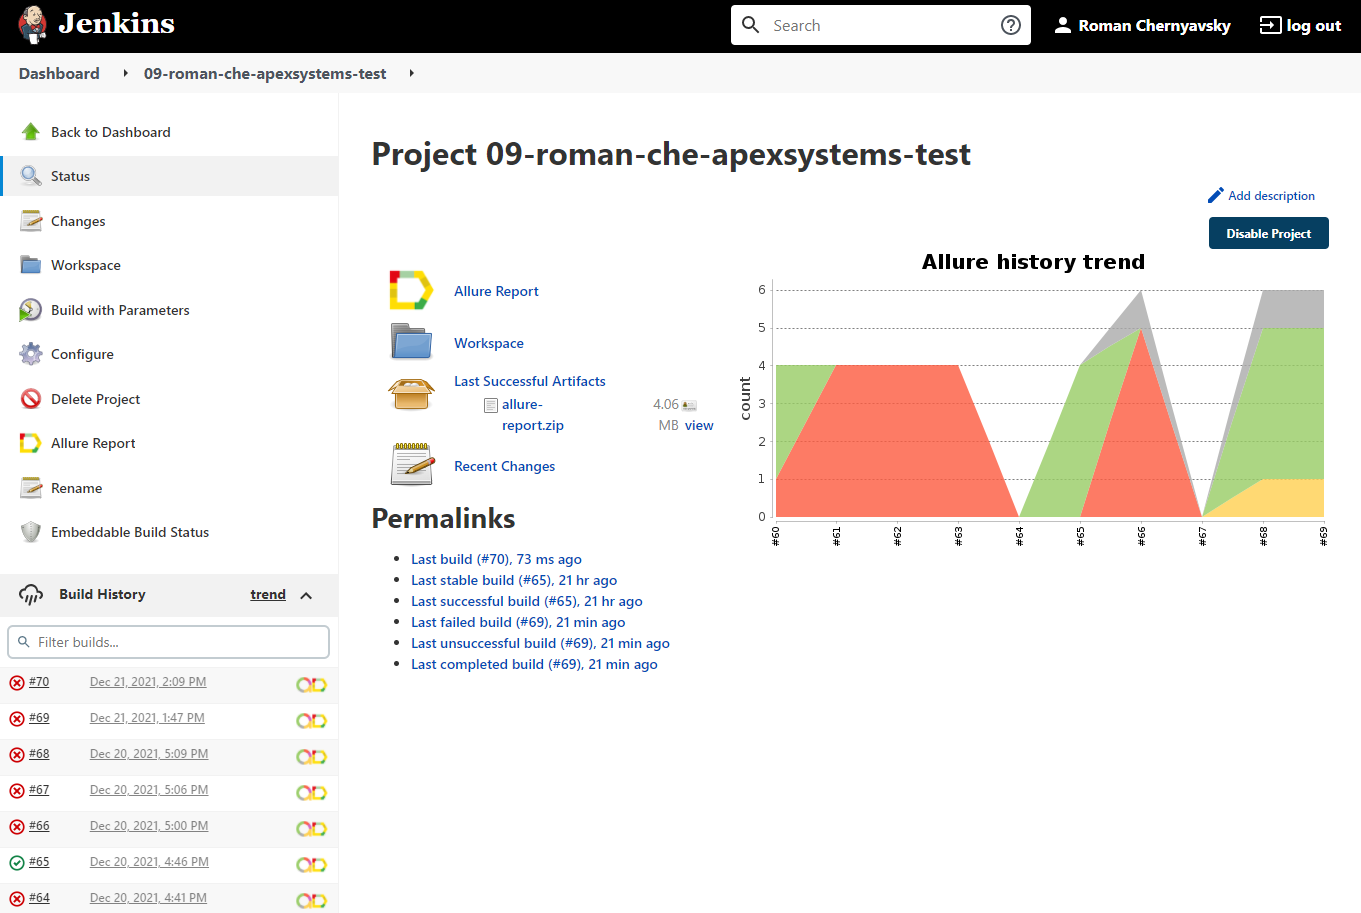 Jenkins
Search
Roman Chernyavsky
log out
Dashboard
09-roman-che-apexsystems-test
Back to Dashboard
Status
Changes
Workspace
Build with Parameters
Configure
Delete Project
Allure Report
Rename
Embeddable Build Status
Build History
trend
Filter builds...
#70 Dec 21, 2021, 2:09 PM
#69 Dec 21, 2021, 1:47 PM
#68 Dec 20, 2021, 5:09 PM
#67 Dec 20, 2021, 5:06 PM
#66 Dec 20, 2021, 5:00 PM
#65 Dec 20, 2021, 4:46 PM
#64 Dec 20, 2021, 4:41 PM
Project 09-roman-che-apexsystems-test
Add description
Disable Project
Allure Report
Workspace
Last Successful Artifacts
allure-
report.zip
4.06
MB view
Recent Changes
Allure history trend
count
6
5
4
3
2
1
0
#60
#61
#62
#63
#64
#65
#66
#67
#68
#69
Permalinks
Last build (#70), 73 ms ago
Last stable build (#65), 21 hr ago
Last successful build (#65), 21 hr ago
Last failed build (#69), 21 min ago
Last unsuccessful build (#69), 21 min ago
Last completed build (#69), 21 min ago